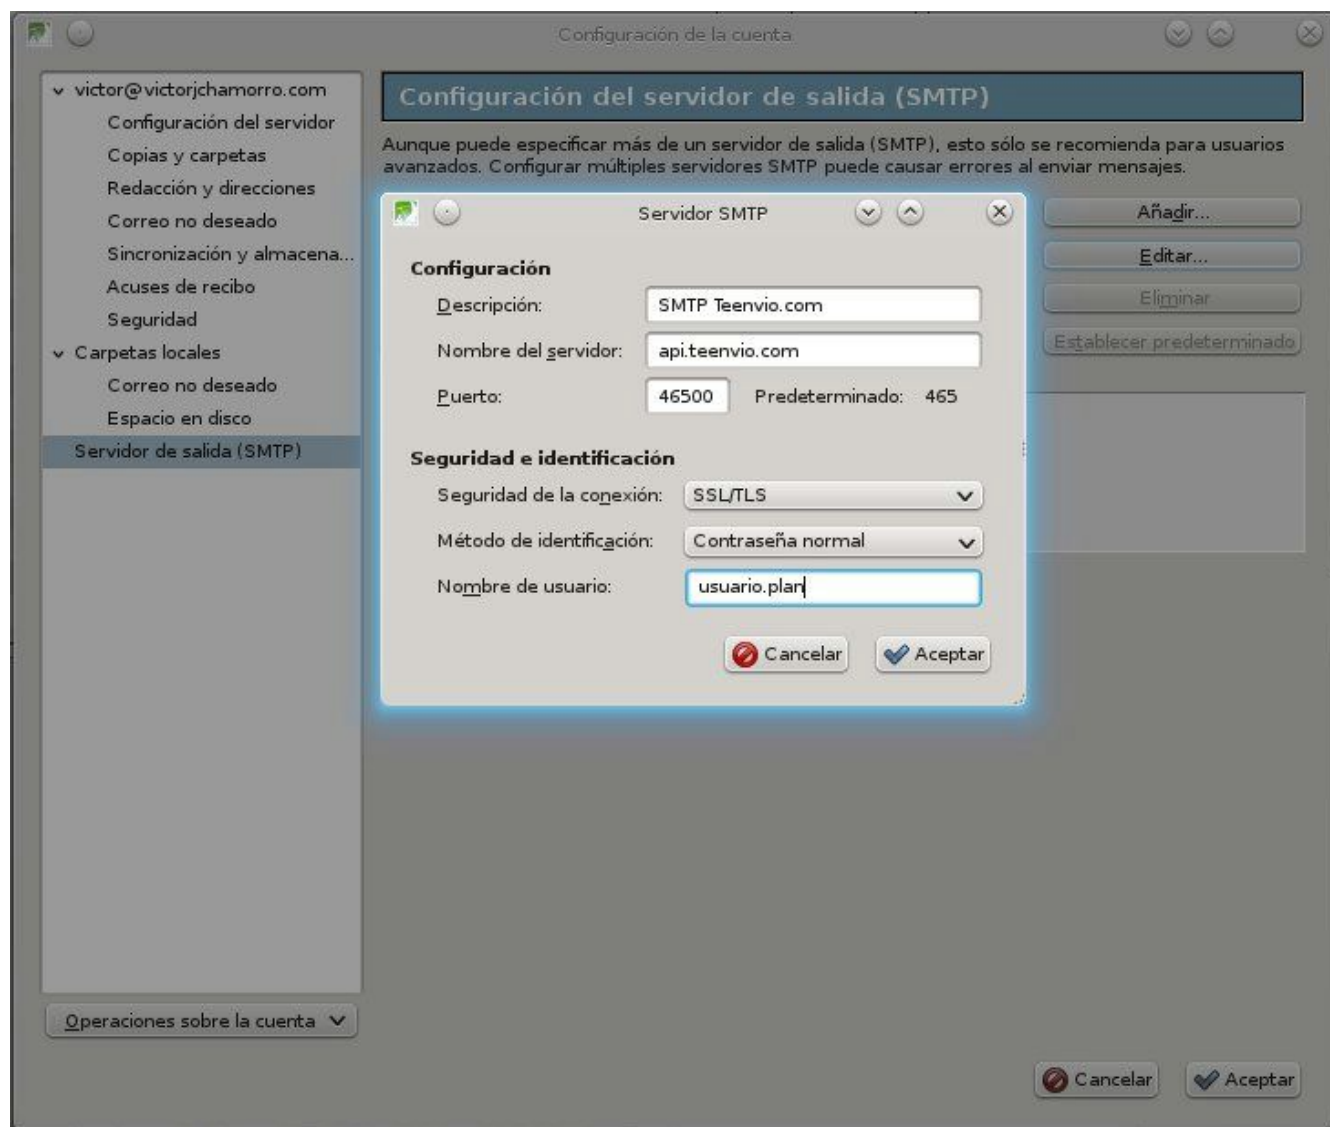 Configuración de la cuenta
victor@victorjchamorro.com
Configuración del servidor
Copias y carpetas
Redacción y direcciones
Correo no deseado
Sincronización y almacena...
Acuses de recibo
Seguridad
Carpetas locales
Correo no deseado
Espacio en disco
Servidor de salida (SMTP)
Operaciones sobre la cuenta
Configuración del servidor de salida (SMTP)
Aunque puede especificar más de un servidor de salida (SMTP), esto sólo se recomienda para usuarios
avanzados. Configurar múltiples servidores SMTP puede causar errores al enviar mensajes.
Añadir...
Editar...
Eliminar
Establecer predeterminado
Servidor SMTP
Configuración
Descripción: SMTP Teenvio.com
Nombre del servidor: api.teenvio.com
Puerto: 46500 Predeterminado: 465
Seguridad e identificación
Seguridad de la conexión: SSL/TLS
Método de identificación: Contraseña normal
Nombre de usuario: usuario.plan
Cancelar Aceptar
Cancelar Aceptar